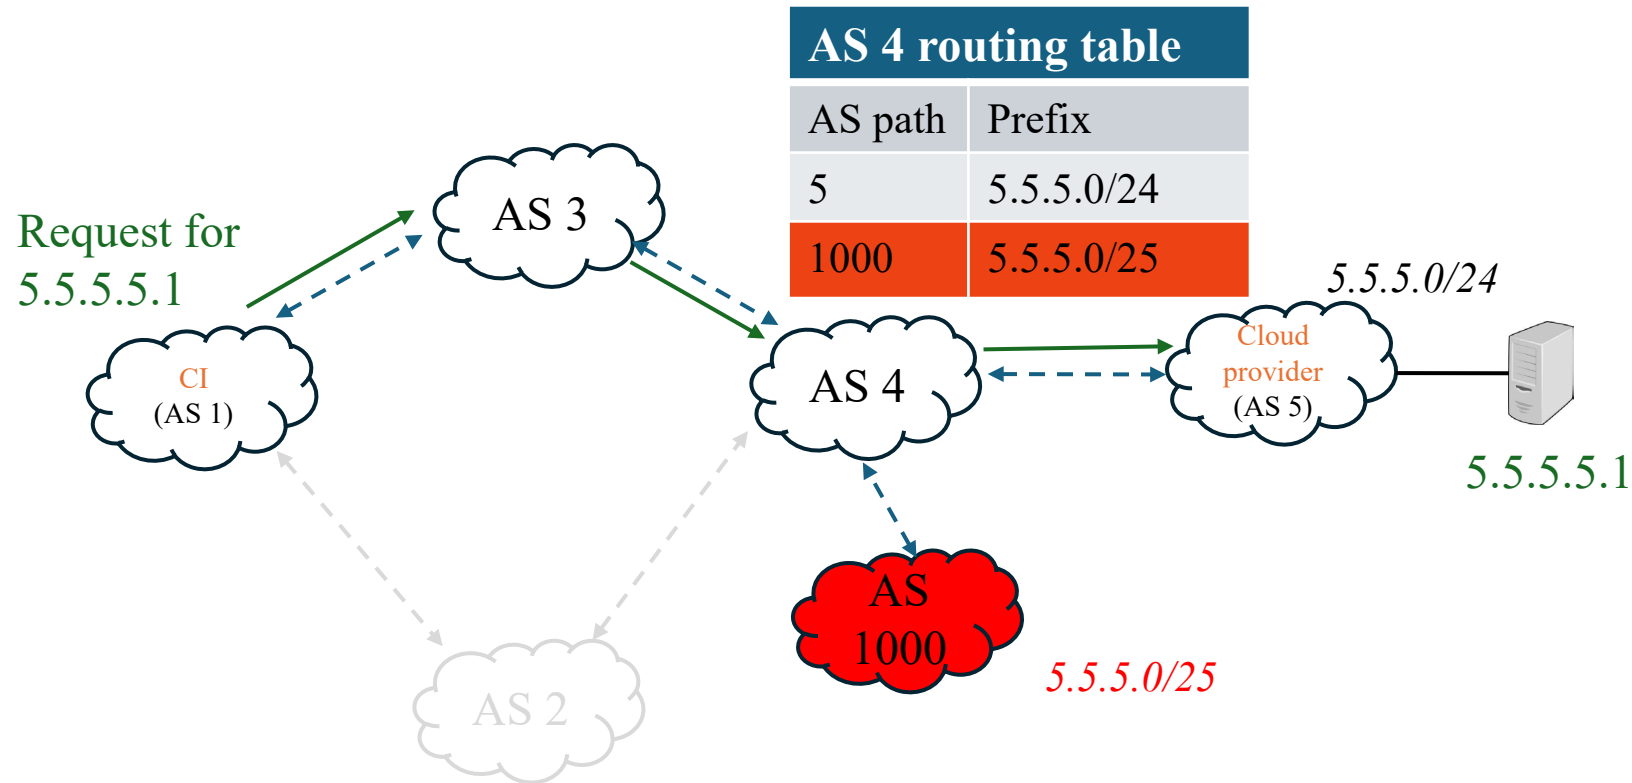 AS 4 routing table
AS path Prefix
5 5.5.5.0/24
1000 5.5.5.0/25
AS 3
Request for
5.5.5.5.1
5.5.5.0/24
CI
(AS 1)
AS 4
Cloud
provider
(AS 5)
5.5.5.5.1
AS
1000
5.5.5.0/25
AS 2